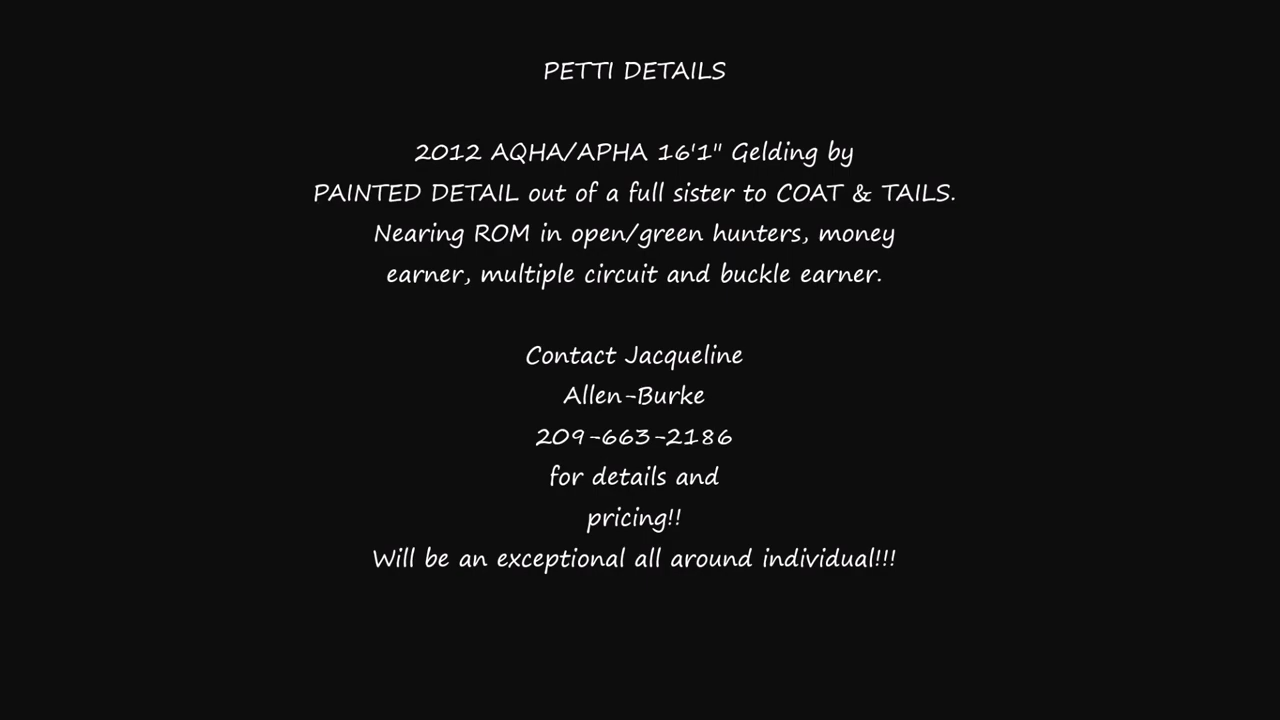 PETTI DETAILS
2012 AQHA/APHA 16'1" Gelding by
PAINTED DETAIL out of a full sister to COAT & TAILS.
Nearing ROM in open/green hunters, money
earner, multiple circuit and buckle earner.
Contact Jacqueline
Allen-Burke
209-663-2186
for details and
pricing!!
Will be an exceptional all around individual!!!